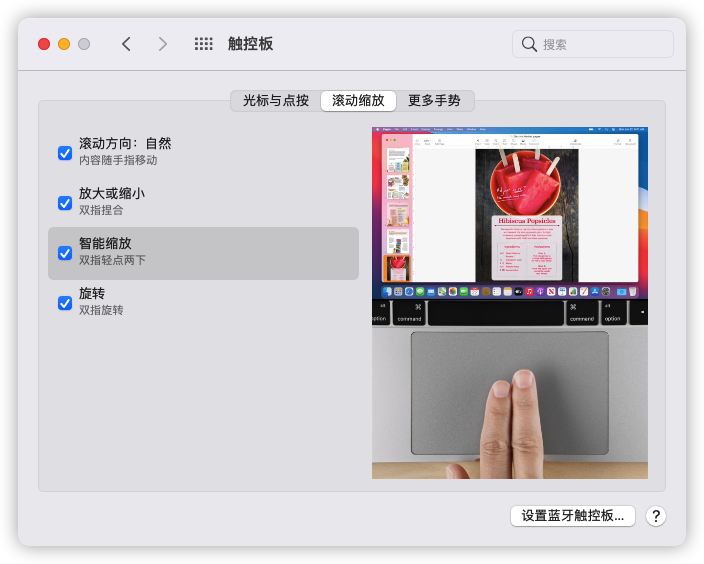 触控板
搜索
光标与点按
滚动缩放
更多手势
滚动方向：自然
内容随手指移动
放大或缩小
双指捏合
智能缩放
双指轻点两下
旋转
双指旋转
Hibiscus Popsicles
⌘
⌘
option
command
command
option
设置蓝牙触控板...
?